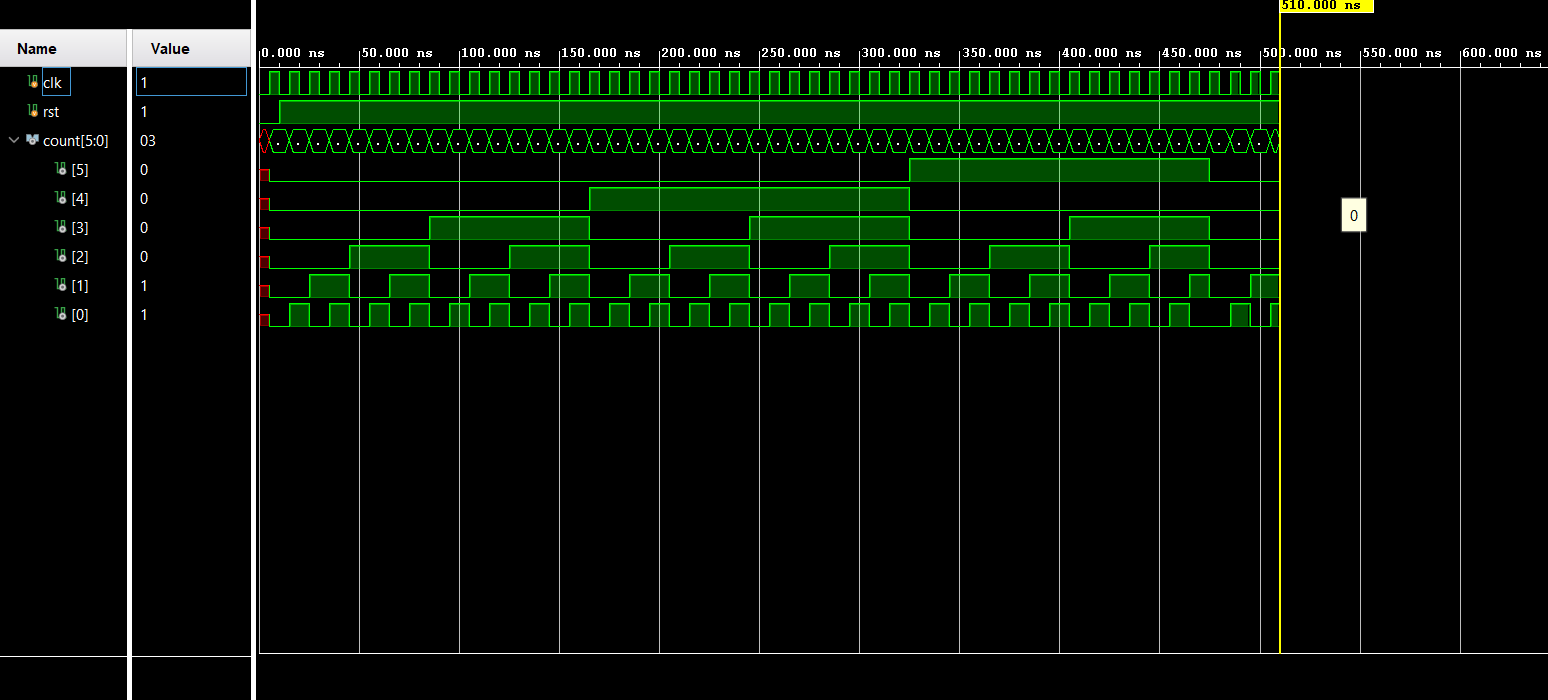 510.000 ns
Name Value
0.000 ns 50.000 ns 100.000 ns 150.000 ns 200.000 ns 250.000 ns 300.000 ns 350.000 ns 400.000 ns 450.000 ns 500.000 ns 550.000 ns 600.000 ns
clk 1
rst 1
count[5:0] 03
[5] 0
[4] 0
[3] 0
0
[2] 0
[1] 1
[0] 1